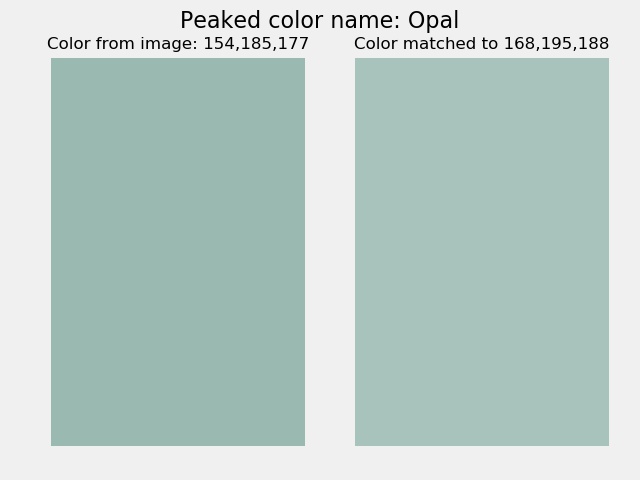 Peaked color name: Opal
Color from image: 154,185,177
Color matched to 168,195,188